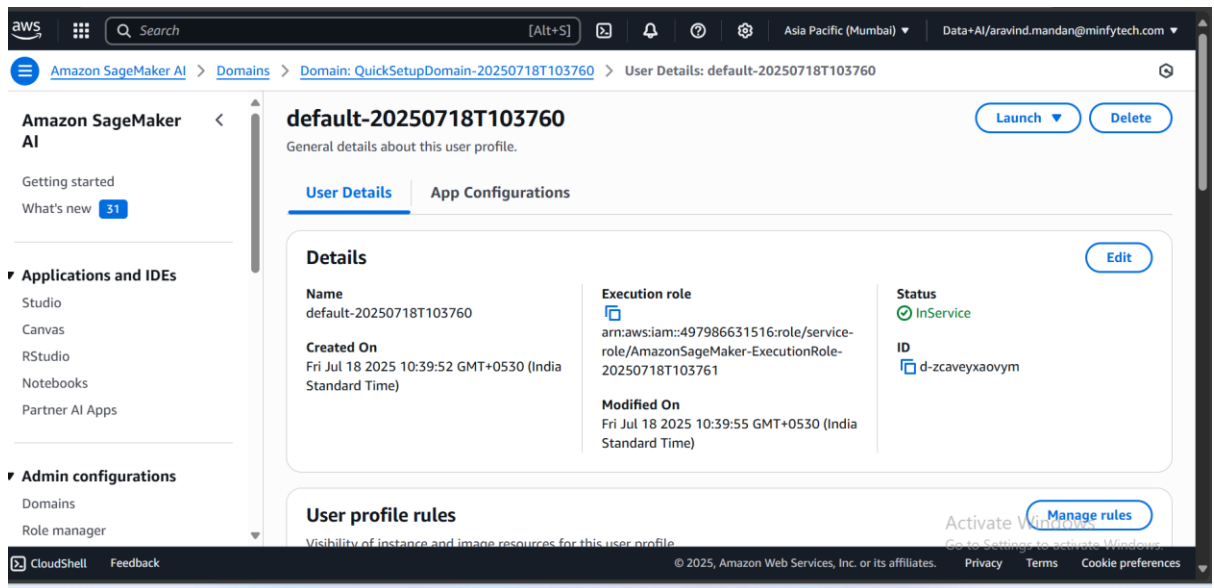 aws
Search [Alt+S]
Asia Pacific (Mumbai) ▼ Data+AI/aravind.mandan@minfytech.com ▼
Amazon SageMaker AI > Domains > Domain: QuickSetupDomain-20250718T103760 > User Details: default-20250718T103760
Amazon SageMaker
AI
Getting started
What's new 31
Applications and IDEs
Studio
Canvas
RStudio
Notebooks
Partner AI Apps
Admin configurations
Domains
Role manager
default-20250718T103760
Launch ▼ Delete
General details about this user profile.
User Details App Configurations
Details
Edit
Name
default-20250718T103760
Created On
Fri Jul 18 2025 10:39:52 GMT+0530 (India
Standard Time)
Execution role
arn:aws:iam::497986631516:role/service-
role/AmazonSageMaker-ExecutionRole-
20250718T103761
Modified On
Fri Jul 18 2025 10:39:55 GMT+0530 (India
Standard Time)
Status
InService
ID
d-zcaveyxaovym
User profile rules
Manage rules
Visibility of instance and image resources for this user profile
Activate Windows
Go to Settings to activate Windows.
CloudShell Feedback
© 2025, Amazon Web Services, Inc. or its affiliates. Privacy Terms Cookie preferences